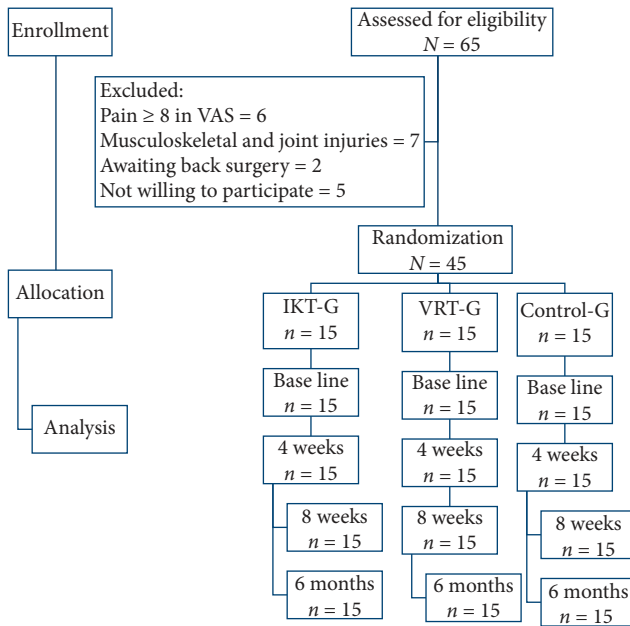 Enrollment
Assessed for eligibility
N = 65
Excluded:
Pain ≥ 8 in VAS = 6
Musculoskeletal and joint injuries = 7
Awaiting back surgery = 2
Not willing to participate = 5
Randomization
N = 45
Allocation
IKT-G
n = 15
VRT-G
n = 15
Control-G
n = 15
Base line
n = 15
Base line
n = 15
Base line
n = 15
Analysis
4 weeks
n = 15
4 weeks
n = 15
4 weeks
n = 15
8 weeks
n = 15
8 weeks
n = 15
8 weeks
n = 15
6 months
n = 15
6 months
n = 15
6 months
n = 15